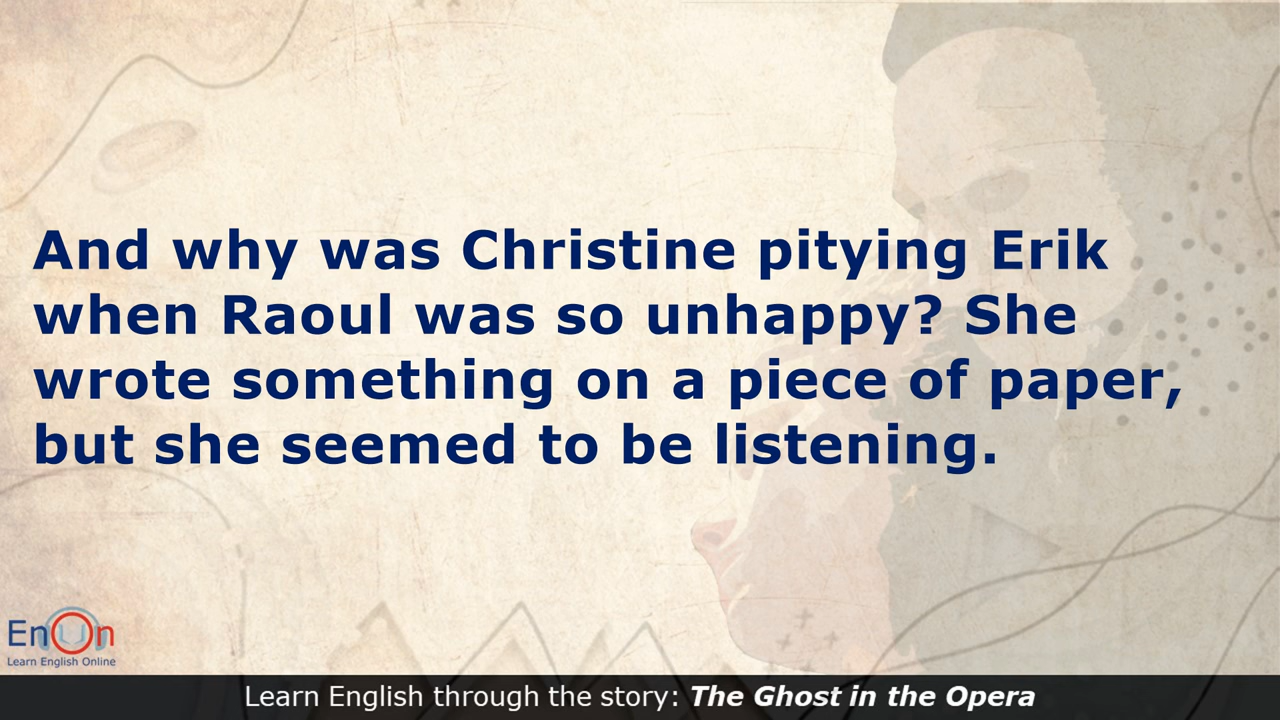 And why was Christine pitying Erik
when Raoul was so unhappy? She
wrote something on a piece of paper,
but she seemed to be listening.
EnOn
Learn English Online
Learn English through the story: The Ghost in the Opera